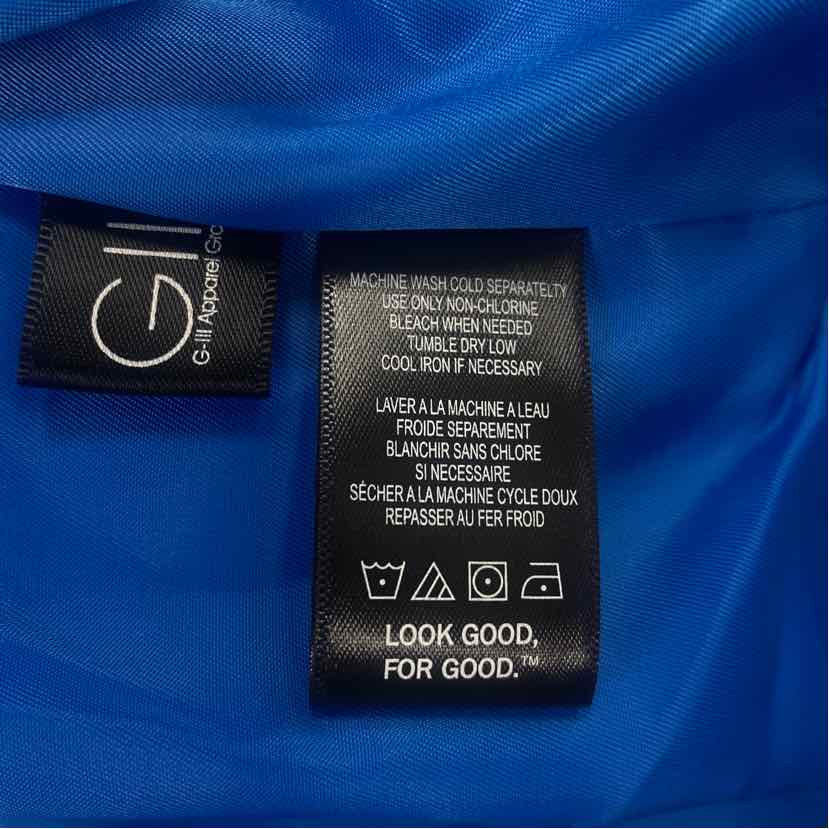 GIII
G-III Apparel
MACHINE WASH COLD SEPARATELTY
USE ONLY NON-CHLORINE
BLEACH WHEN NEEDED
TUMBLE DRY LOW
COOL IRON IF NECESSARY
LAVER A LA MACHINE A LEAU
FROIDE SEPAREMENT
BLANCHIR SANS CHLORE
SI NECESSAIRE
SÉCHER A LA MACHINE CYCLE DOUX
REPASSER AU FER FROID
LOOK GOOD,
FOR GOOD.™